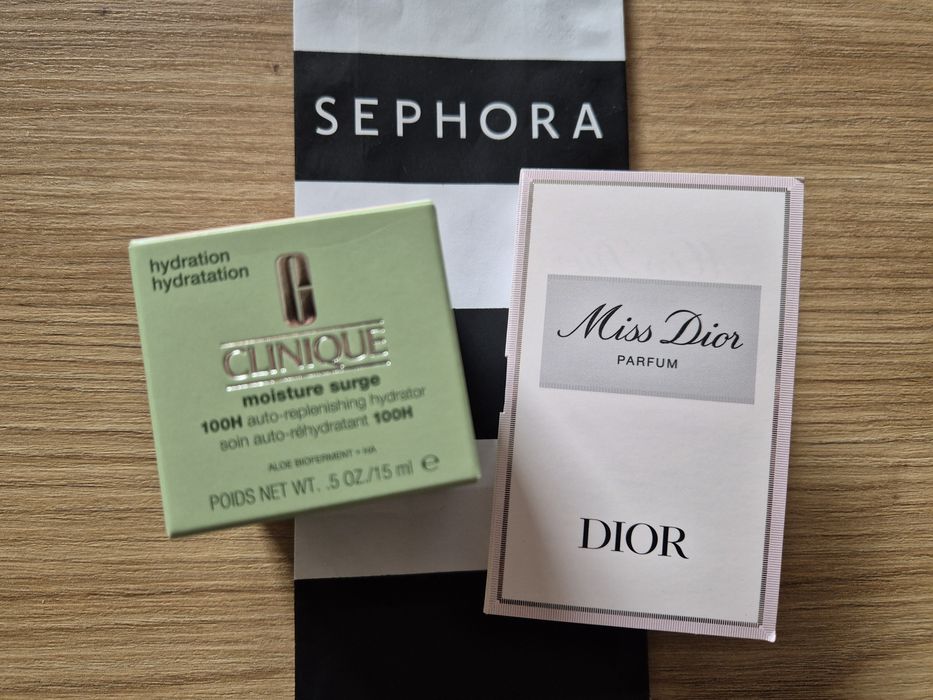 SEPHORA
hydration
hydratation
CLINIQUE
moisture surge
100H auto-replenishing hydrator
soin auto-réhydratant 100H
ALOE BIOFERMENT + HA
POIDS NET WT. .5 OZ./15 ml ℮
Miss Dior
PARFUM
DIOR